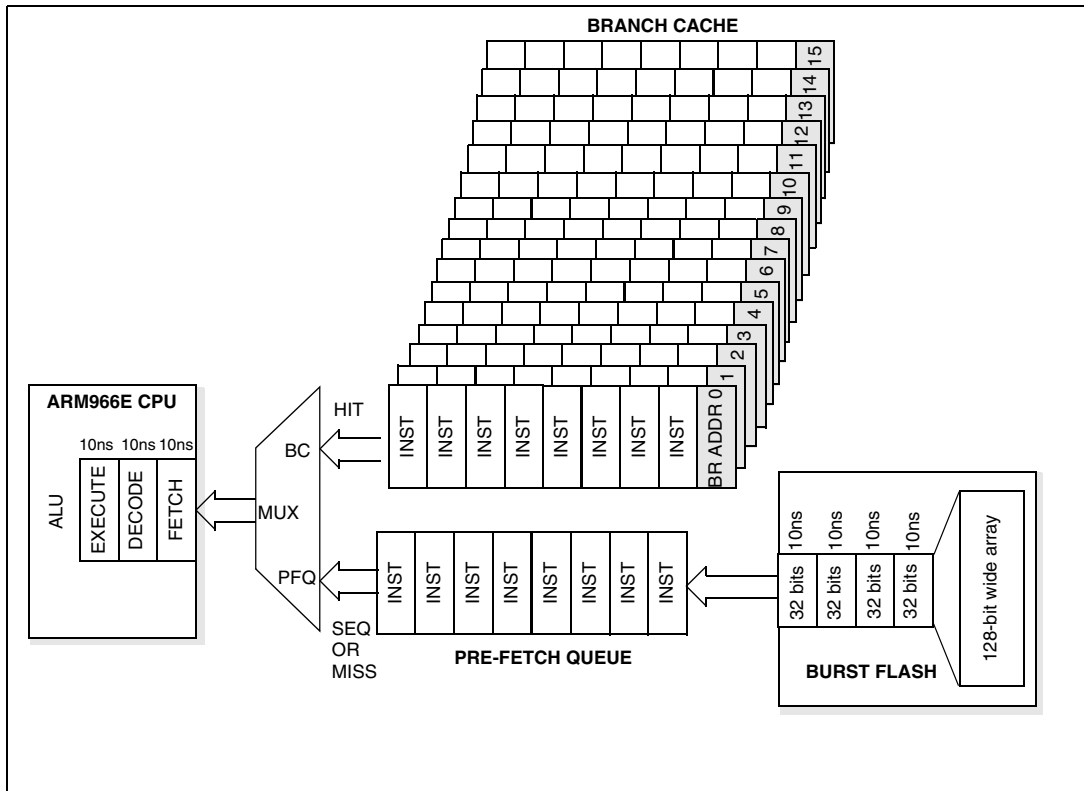 BRANCH CACHE
15
14
13
12
11
10
9
8
7
6
5
4
3
2
1
BR ADDR 0
INST
INST
INST
INST
INST
INST
INST
INST
HIT
BC
MUX
PFQ
SEQ
OR
MISS
ARM966E CPU
10ns 10ns 10ns
ALU
EXECUTE
DECODE
FETCH
INST
INST
INST
INST
INST
INST
INST
INST
PRE-FETCH QUEUE
10ns
10ns
10ns
10ns
32 bits
32 bits
32 bits
32 bits
128-bit wide array
BURST FLASH